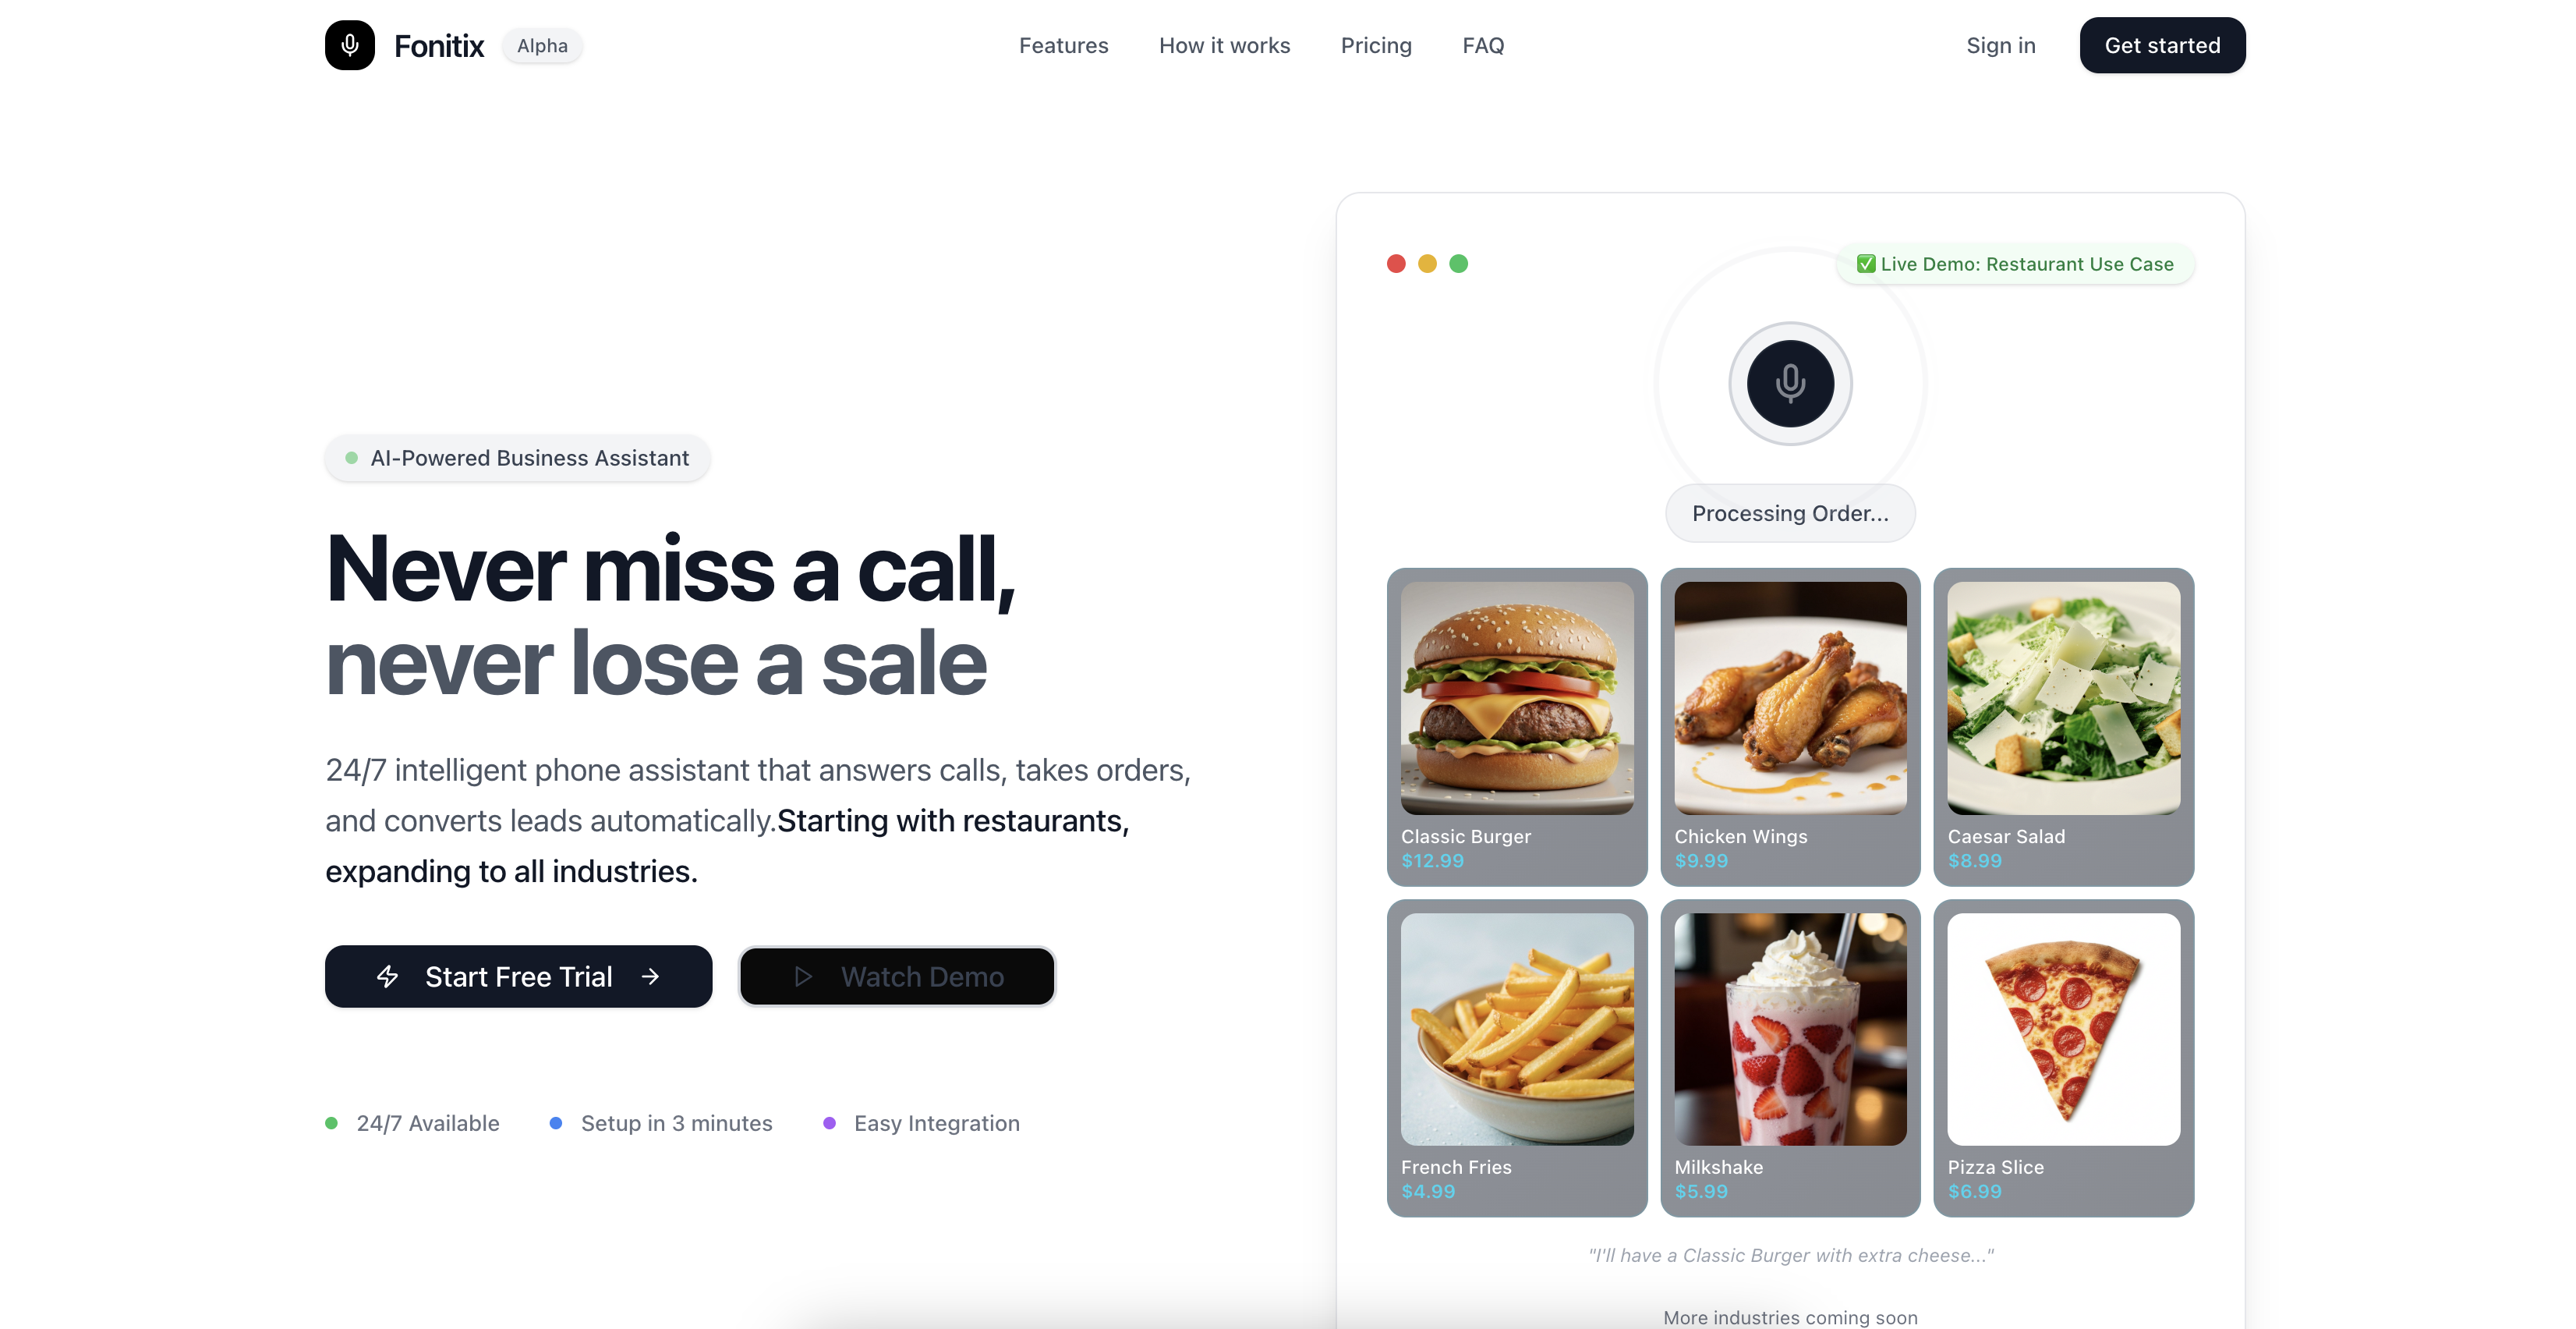 Fonitix
Alpha
Features
How it works
Pricing
FAQ
Sign in
Get started
AI-Powered Business Assistant
Never miss a call,
never lose a sale
24/7 intelligent phone assistant that answers calls, takes orders,
and converts leads automatically.Starting with restaurants,
expanding to all industries.
Start Free Trial
Watch Demo
24/7 Available
Setup in 3 minutes
Easy Integration
Live Demo: Restaurant Use Case
Processing Order...
Classic Burger
$12.99
Chicken Wings
$9.99
Caesar Salad
$8.99
French Fries
$4.99
Milkshake
$5.99
Pizza Slice
$6.99
"I'll have a Classic Burger with extra cheese..."
More industries coming soon